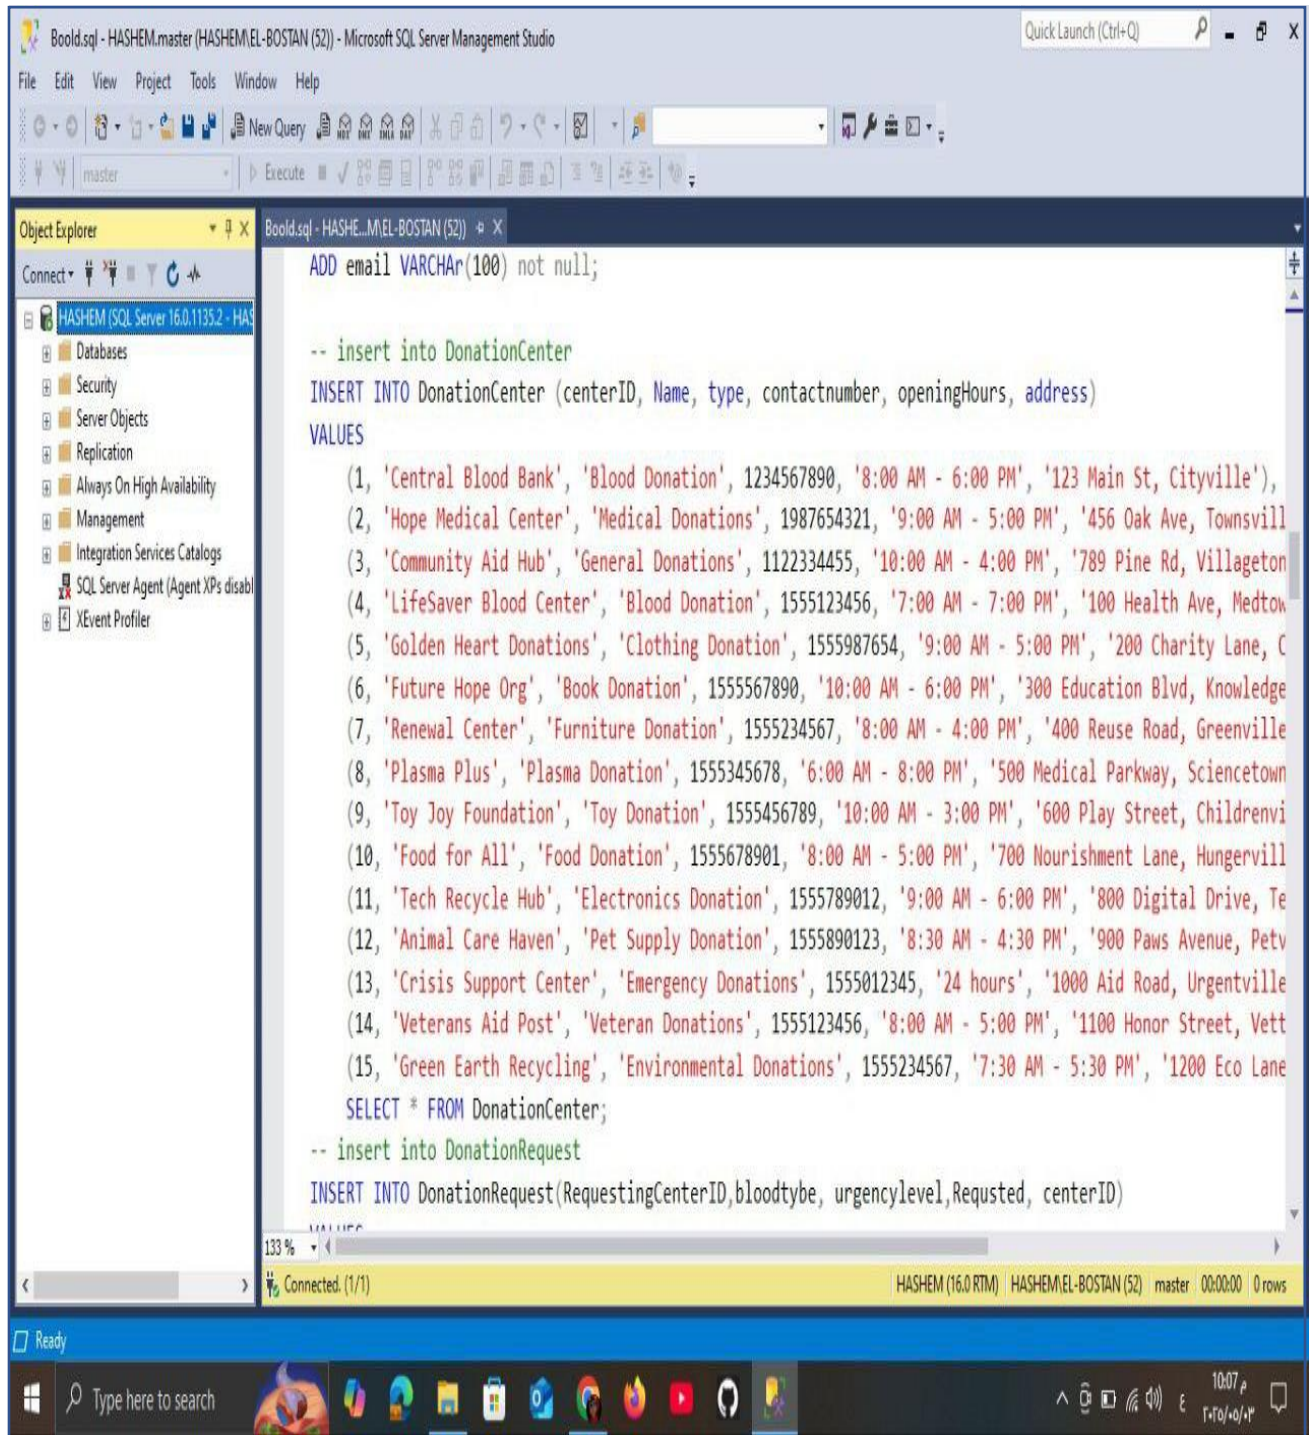 Boold.sql - HASHEM.master (HASHEM\EL-BOSTAN (52)) - Microsoft SQL Server Management Studio
Quick Launch (Ctrl+Q)
File Edit View Project Tools Window Help
New Query
master
Execute
Object Explorer
Boold.sql - HASHE...M\EL-BOSTAN (52))
Connect
HASHEM (SQL Server 16.0.1135.2 - HAS
Databases
Security
Server Objects
Replication
Always On High Availability
Management
Integration Services Catalogs
SQL Server Agent (Agent XPs disabl
XEvent Profiler
ADD email VARCHAr(100) not null;
-- insert into DonationCenter
INSERT INTO DonationCenter (centerID, Name, type, contactnumber, openingHours, address)
VALUES
(1, 'Central Blood Bank', 'Blood Donation', 1234567890, '8:00 AM - 6:00 PM', '123 Main St, Cityville'),
(2, 'Hope Medical Center', 'Medical Donations', 1987654321, '9:00 AM - 5:00 PM', '456 Oak Ave, Townsvill
(3, 'Community Aid Hub', 'General Donations', 1122334455, '10:00 AM - 4:00 PM', '789 Pine Rd, Villageton
(4, 'LifeSaver Blood Center', 'Blood Donation', 1555123456, '7:00 AM - 7:00 PM', '100 Health Ave, Medtow
(5, 'Golden Heart Donations', 'Clothing Donation', 1555987654, '9:00 AM - 5:00 PM', '200 Charity Lane, C
(6, 'Future Hope Org', 'Book Donation', 1555567890, '10:00 AM - 6:00 PM', '300 Education Blvd, Knowledge
(7, 'Renewal Center', 'Furniture Donation', 1555234567, '8:00 AM - 4:00 PM', '400 Reuse Road, Greenville
(8, 'Plasma Plus', 'Plasma Donation', 1555345678, '6:00 AM - 8:00 PM', '500 Medical Parkway, Sciencetown
(9, 'Toy Joy Foundation', 'Toy Donation', 1555456789, '10:00 AM - 3:00 PM', '600 Play Street, Childrenvi
(10, 'Food for All', 'Food Donation', 1555678901, '8:00 AM - 5:00 PM', '700 Nourishment Lane, Hungervill
(11, 'Tech Recycle Hub', 'Electronics Donation', 1555789012, '9:00 AM - 6:00 PM', '800 Digital Drive, Te
(12, 'Animal Care Haven', 'Pet Supply Donation', 1555890123, '8:30 AM - 4:30 PM', '900 Paws Avenue, Petv
(13, 'Crisis Support Center', 'Emergency Donations', 1555012345, '24 hours', '1000 Aid Road, Urgentville
(14, 'Veterans Aid Post', 'Veteran Donations', 1555123456, '8:00 AM - 5:00 PM', '1100 Honor Street, Vett
(15, 'Green Earth Recycling', 'Environmental Donations', 1555234567, '7:30 AM - 5:30 PM', '1200 Eco Lane
SELECT * FROM DonationCenter;
-- insert into DonationRequest
INSERT INTO DonationRequest(RequestingCenterID,bloodtybe, urgencylevel,Requsted, centerID)
VALUES
133 %
Connected. (1/1)
HASHEM (16.0 RTM) HASHEM\EL-BOSTAN (52) master 00:00:00 0 rows
Ready
Type here to search
ع
10:07 م
٢٠٢٥/٠٥/٠٣